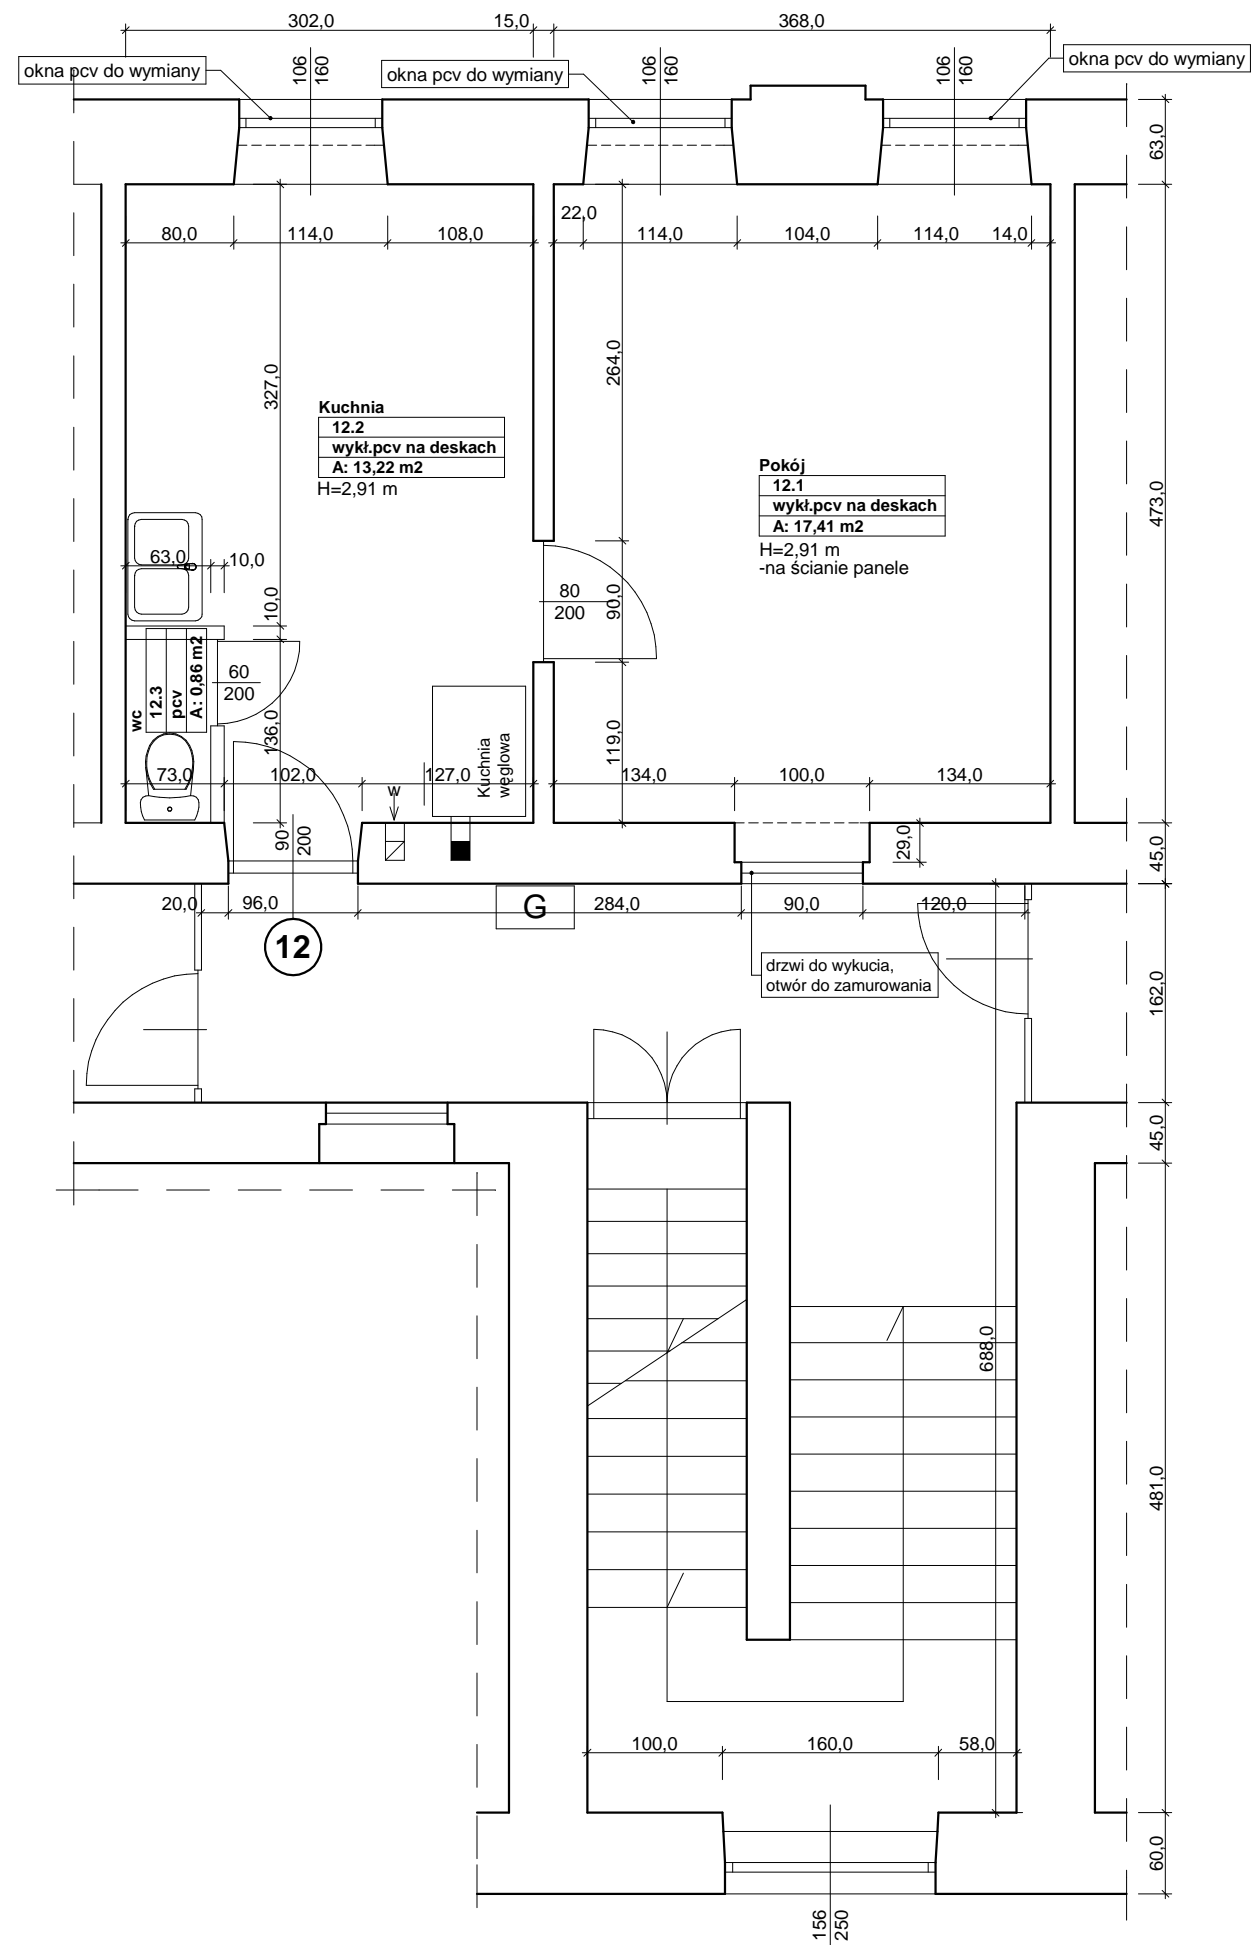 302,0
15,0
368,0
okna pcv do wymiany
106
160
okna pcv do wymiany
106
160
106
160
okna pcv do wymiany
63,0
22,0
80,0
114,0
108,0
114,0
104,0
114,0
14,0
327,0
264,0
Kuchnia
12.2
wykł.pcv na deskach
A: 13,22 m2
H=2,91 m
Pokój
12.1
wykł.pcv na deskach
A: 17,41 m2
H=2,91 m
-na ścianie panele
473,0
63,0
10,0
10,0
80
200
90,0
wc
12.3
pcv
A: 0,86 m2
60
200
136,0
119,0
Kuchnia
węglowa
73,0
102,0
127,0
134,0
100,0
134,0
w
90
200
29,0
45,0
20,0
96,0
G
284,0
90,0
120,0
12
drzwi do wykucia,
otwór do zamurowania
162,0
45,0
688,0
481,0
100,0
160,0
58,0
60,0
156
250